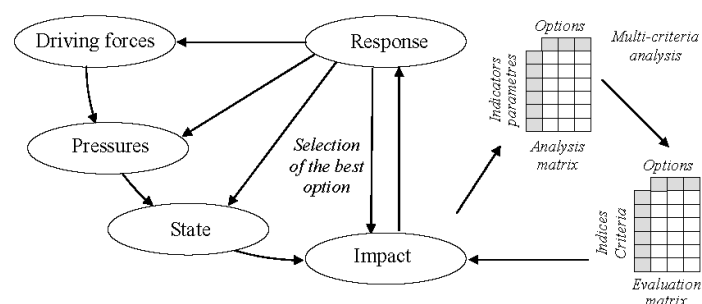 Driving forces
Response
Pressures
State
Impact
Selection
of the best
option
Options
Indicators
parametres
Analysis
matrix
Multi-criteria
analysis
Options
Indices
Criteria
Evaluation
matrix